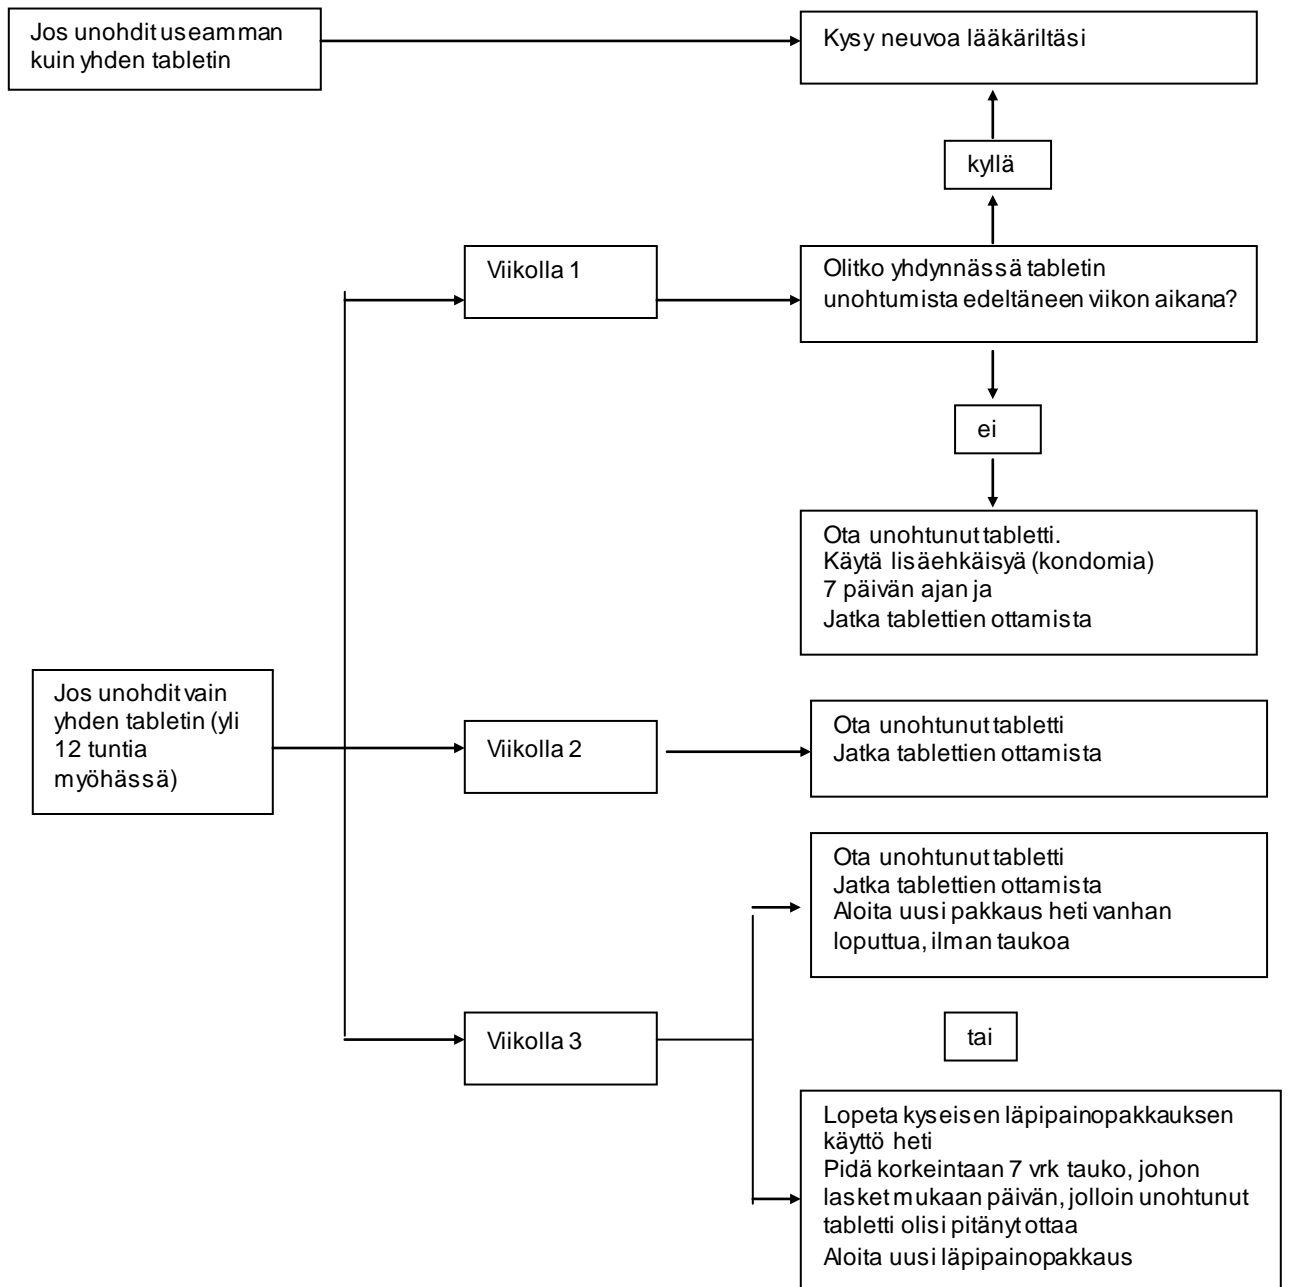 Jos unohdit useamman
kuin yhden tabletin
Kysy neuvoa lääkäriltäsi
kyllä
Viikolla 1
Olitko yhdynnässä tabletin
unohtumista edeltäneen viikon aikana?
ei
Ota unohtunut tabletti.
Käytä lisäehkäisyä (kondomia)
7 päivän ajan ja
Jatka tablettien ottamista
Jos unohdit vain
yhden tabletin (yli
12 tuntia
myöhässä)
Viikolla 2
Ota unohtunut tabletti
Jatka tablettien ottamista
Ota unohtunut tabletti
Jatka tablettien ottamista
Aloita uusi pakkaus heti vanhan
loputtua, ilman taukoa
Viikolla 3
tai
Lopeta kyseisen läpipainopakkauksen
käyttö heti
Pidä korkeintaan 7 vrk tauko, johon
lasket mukaan päivän, jolloin unohtunut
tabletti olisi pitänyt ottaa
Aloita uusi läpipainopakkaus